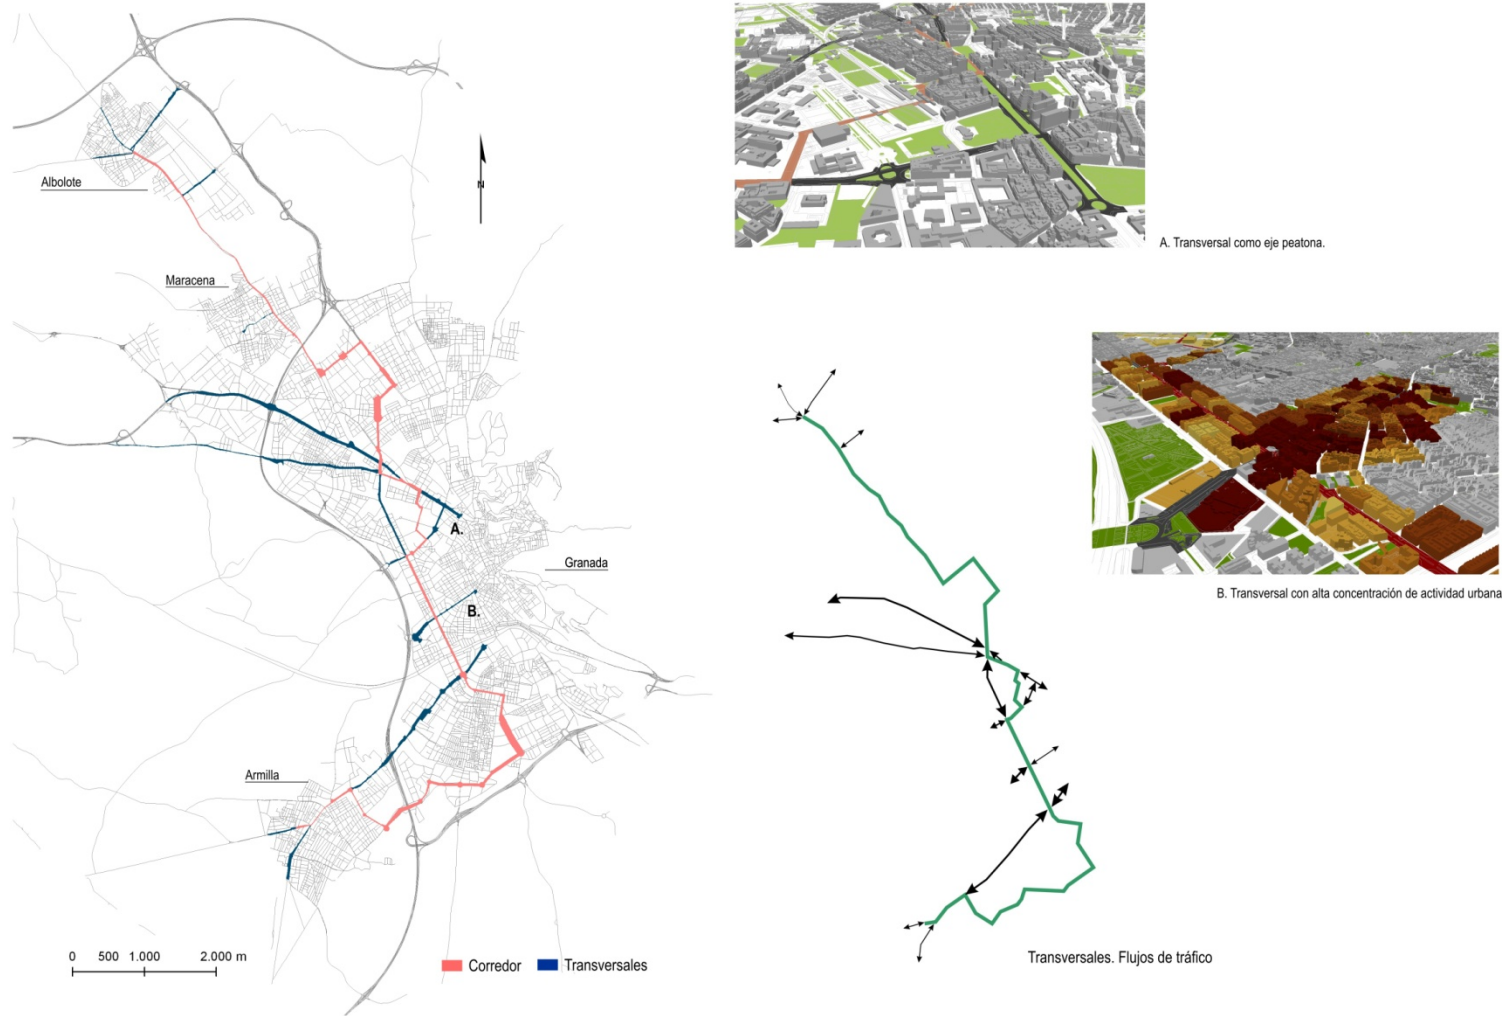 N
Albolote
Maracena
A.
Granada
B.
Armilla
0 500 1.000 2.000 m
Corredor Transversales
A. Transversal como eje peatona.
B. Transversal con alta concentración de actividad urbana
Transversales. Flujos de tráfico